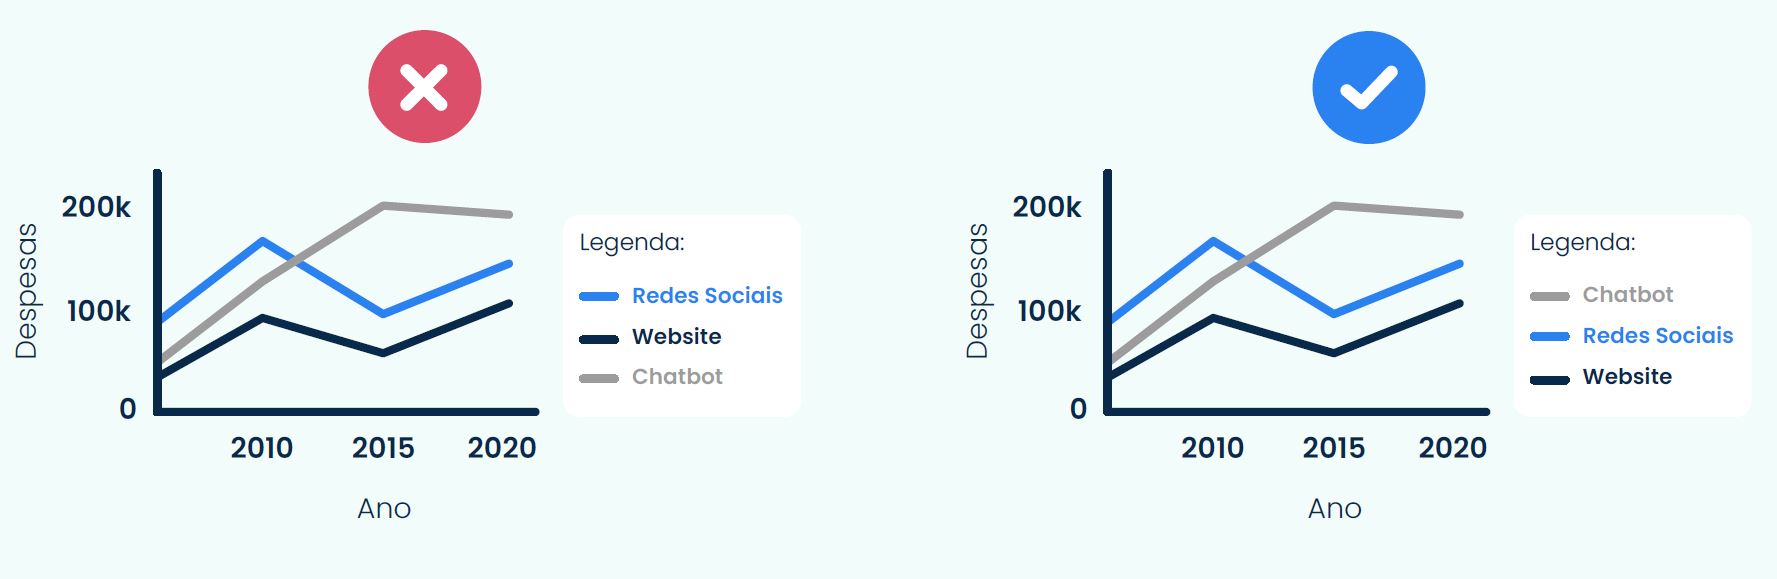 Despesas
200k
100k
0
2010 2015 2020
Ano
Legenda:
Redes Sociais
Website
Chatbot
Despesas
200k
100k
0
2010 2015 2020
Ano
Legenda:
Chatbot
Redes Sociais
Website